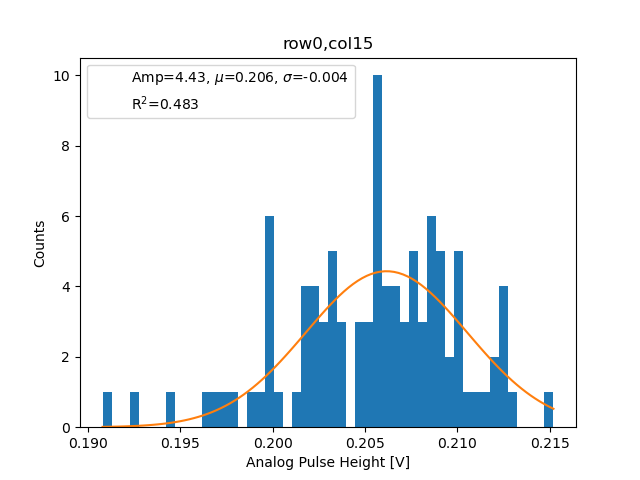 row0,col15
Amp=4.43, μ=0.206, σ=-0.004
R²=0.483
Counts
10
8
6
4
2
0
0.190 0.195 0.200 0.205 0.210 0.215
Analog Pulse Height [V]